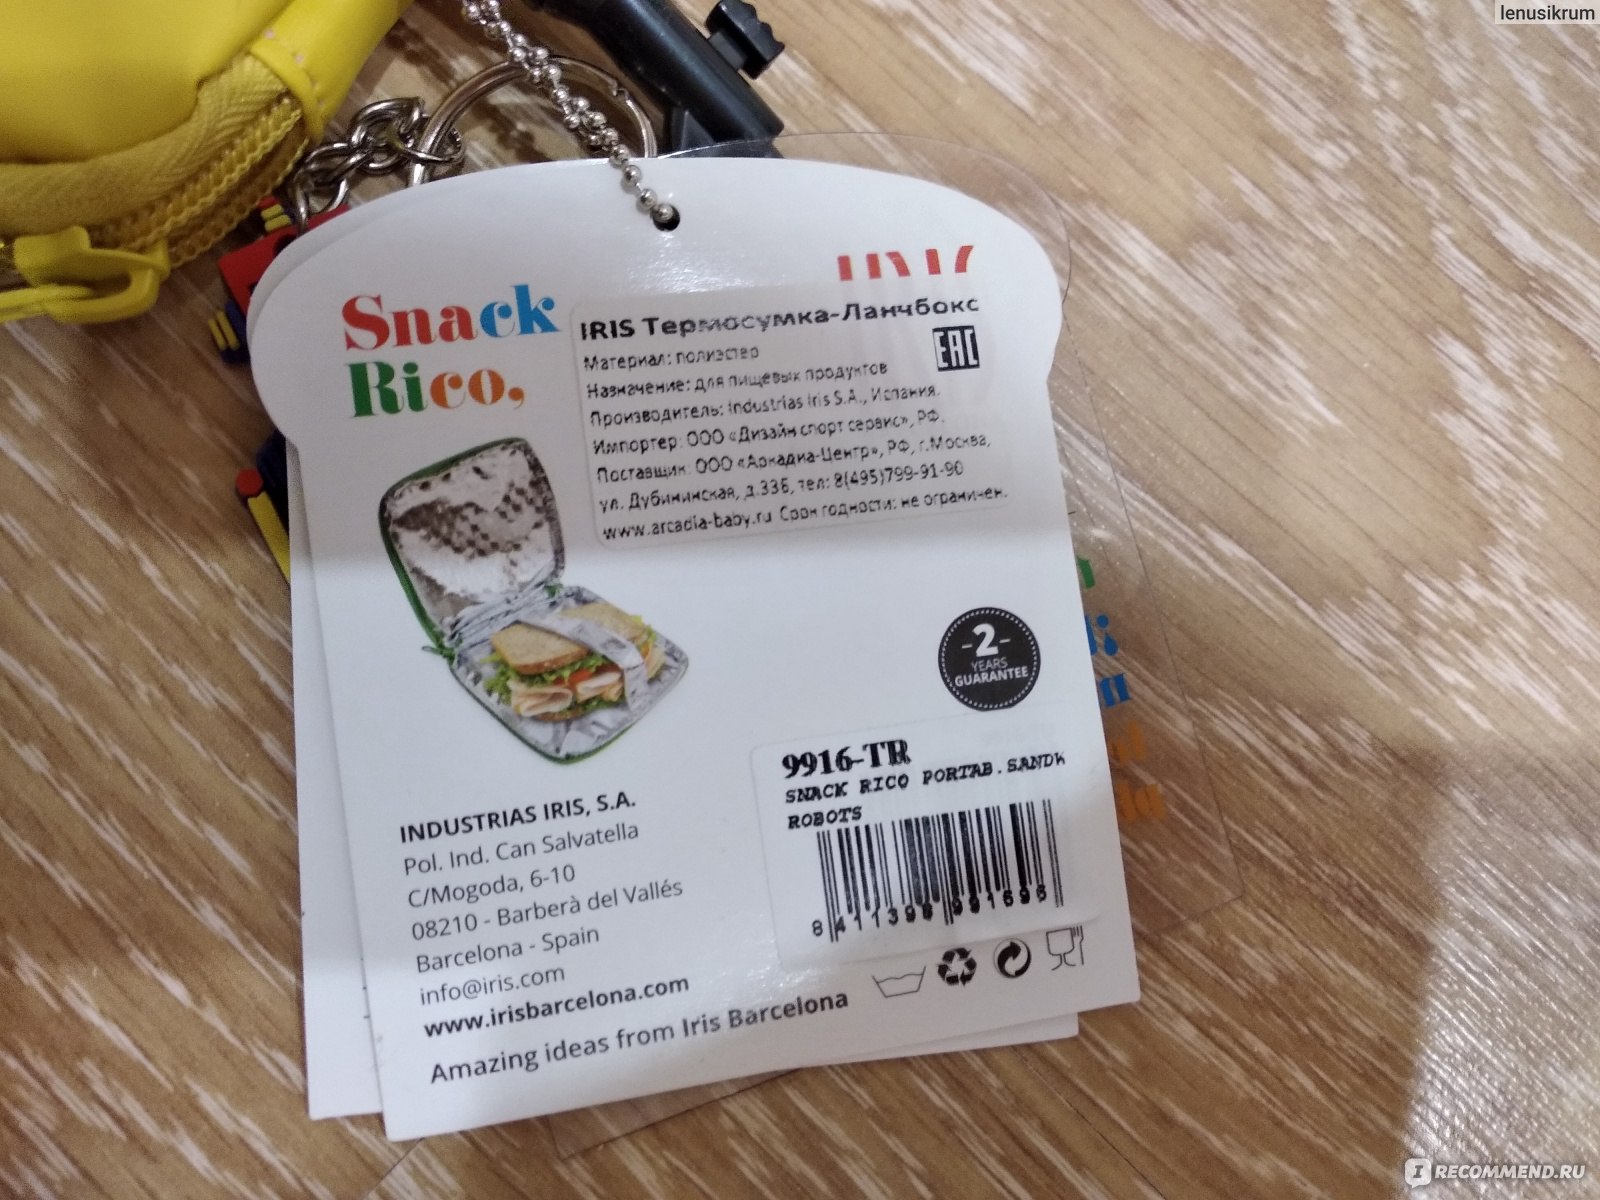 lenusikrum
Snack
Rico,
IRIS Термосумка-Ланчбокс
Материал: полиэстер
EAC
Назначение: для пищевых продуктов
Производитель: Industrias Iris S.A., Испания.
Импортер: ООО «Дизайн спорт сервис», РФ.
Поставщик: ООО «Аркадиа-Центр», РФ, г.Москва,
ул. Дубининская, д.33Б, тел: 8(495)799-91-90
www.arcadia-baby.ru Срок годности: не ограничен.
-2-
YEARS
GUARANTEE
9916-TR
SNACK RICO PORTAB.SANDW
ROBOTS
8 411398 991696
INDUSTRIAS IRIS, S.A.
Pol. Ind. Can Salvatella
C/Mogoda, 6-10
08210 - Barberà del Vallés
Barcelona - Spain
info@iris.com
www.irisbarcelona.com
Amazing ideas from Iris Barcelona
IRECOMMEND.RU